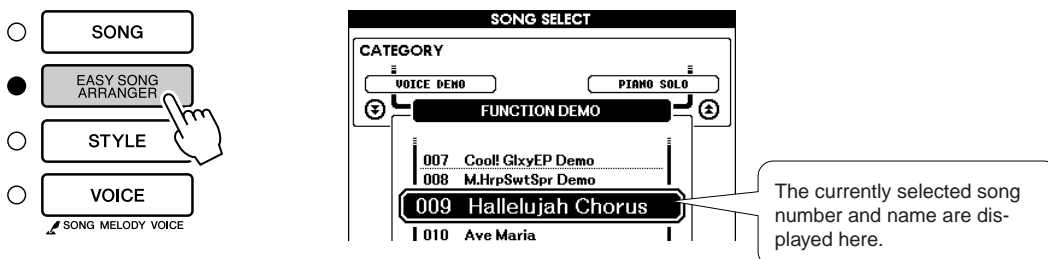 SONG
EASY SONG
ARRANGER
STYLE
VOICE
SONG MELODY VOICE
SONG SELECT
CATEGORY
VOICE DEMO
PIANO SOLO
FUNCTION DEMO
007 Cool! GlxyEP Demo
008 M.HrpSwtSpr Demo
009 Hallelujah Chorus
010 Ave Maria
The currently selected song
number and name are dis-
played here.